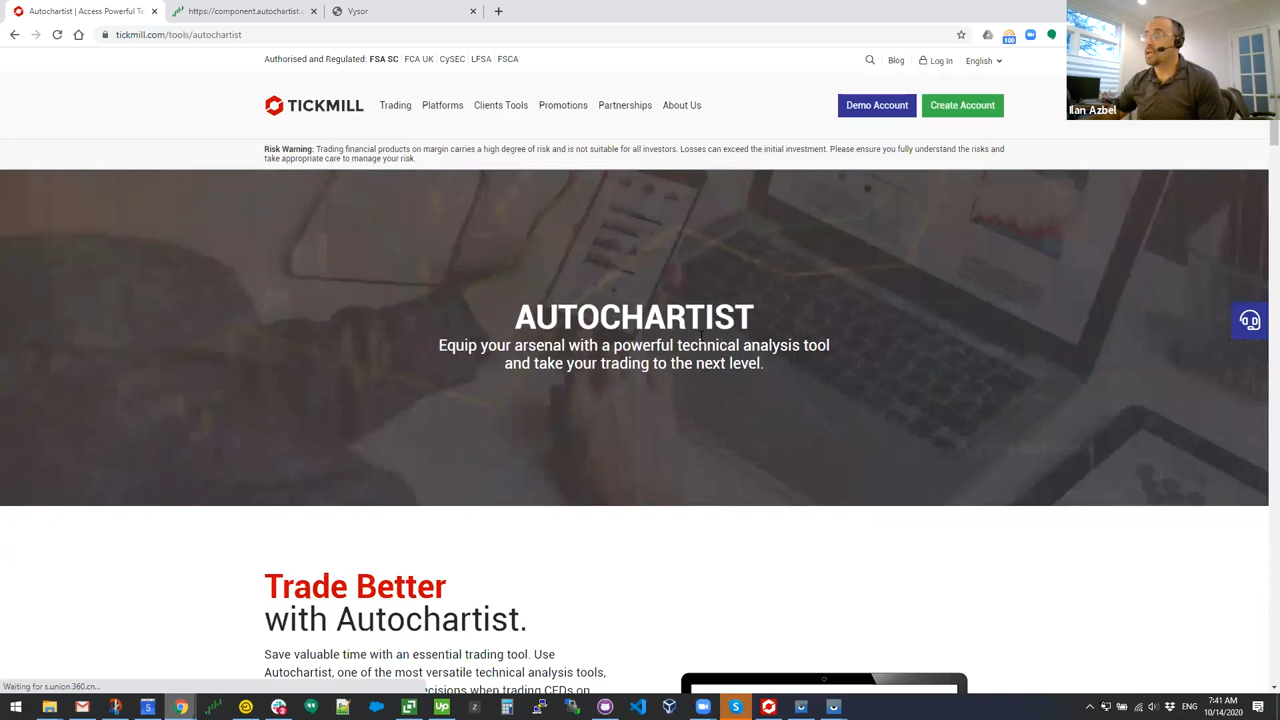 Autochartist | Access Powerful T
https://component.autochartist
Vysor
tickmill.com/tools/autochartist
100
Ilan Azbel
Authorised and Regulated: FSA SC FCA UK CySEC LFSA FSCA
Blog
Log In
English
TICKMILL
Trading
Platforms
Clients Tools
Promotions
Partnerships
About Us
Demo Account
Create Account
Risk Warning: Trading financial products on margin carries a high degree of risk and is not suitable for all investors. Losses can exceed the initial investment. Please ensure you fully understand the risks and
take appropriate care to manage your risk.
AUTOCHARTIST
Equip your arsenal with a powerful technical analysis tool
and take your trading to the next level.
Trade Better
with Autochartist.
Save valuable time with an essential trading tool. Use
Autochartist, one of the most versatile technical analysis tools,
Waiting for s.union.360.cn...
ecisions when trading CFDs on
ENG
7:41 AM
10/14/2020